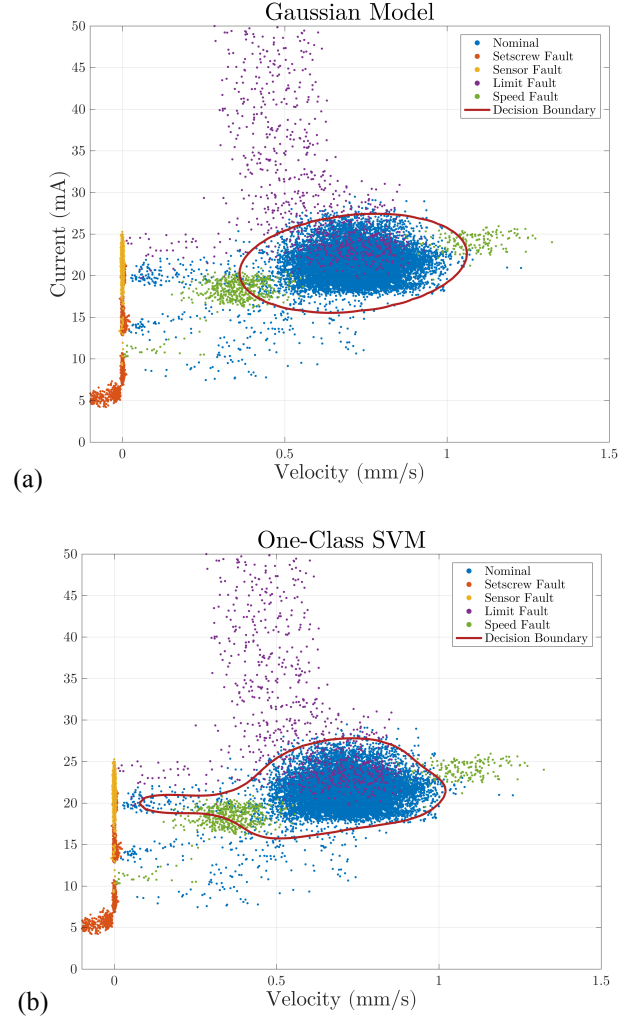 Gaussian Model
50
45
40
35
30
25
20
15
10
5
0
Current (mA)
Nominal
Setscrew Fault
Sensor Fault
Limit Fault
Speed Fault
Decision Boundary
0
0.5
1
1.5
Velocity (mm/s)
(a)
One-Class SVM
50
45
40
35
30
25
20
15
10
5
0
Current (mA)
Nominal
Setscrew Fault
Sensor Fault
Limit Fault
Speed Fault
Decision Boundary
0
0.5
1
1.5
Velocity (mm/s)
(b)